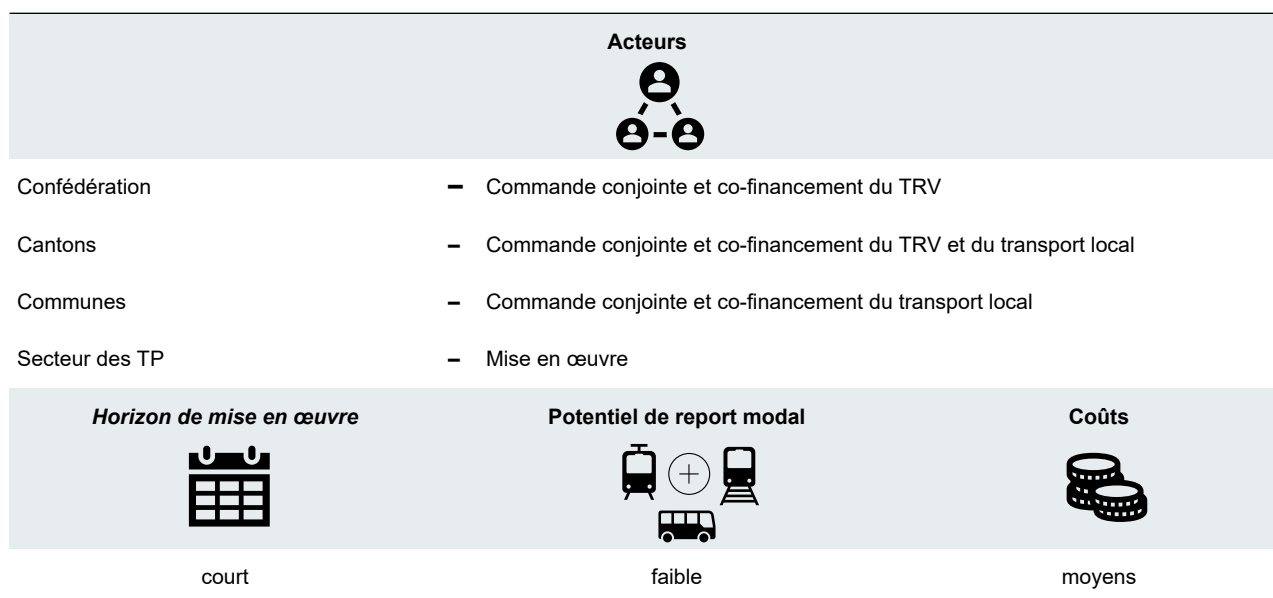 Acteurs
Confédération – Commande conjointe et co-financement du TRV
Cantons – Commande conjointe et co-financement du TRV et du transport local
Communes – Commande conjointe et co-financement du transport local
Secteur des TP – Mise en œuvre
Horizon de mise en œuvre Potentiel de report modal Coûts
court faible moyens